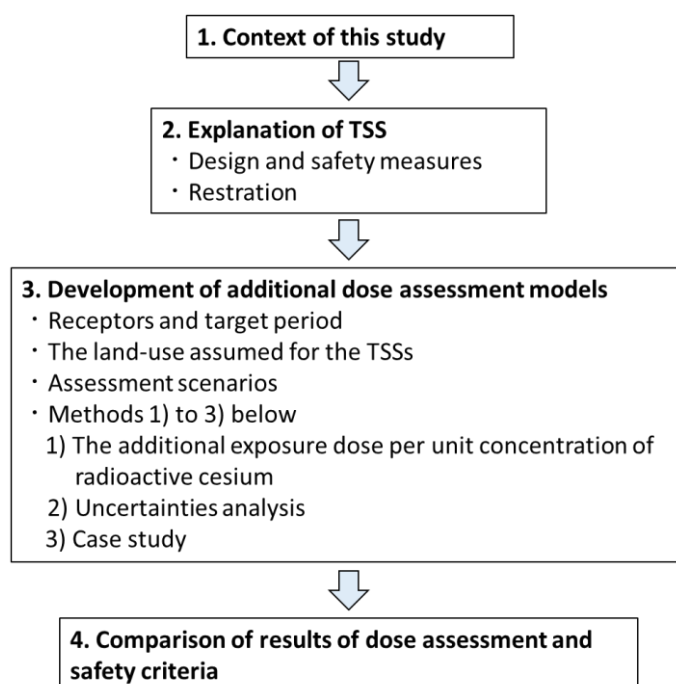 1. Context of this study
2. Explanation of TSS
・Design and safety measures
・Restration
3. Development of additional dose assessment models
・Receptors and target period
・The land-use assumed for the TSSs
・Assessment scenarios
・Methods 1) to 3) below
1) The additional exposure dose per unit concentration of
radioactive cesium
2) Uncertainties analysis
3) Case study
4. Comparison of results of dose assessment and
safety criteria